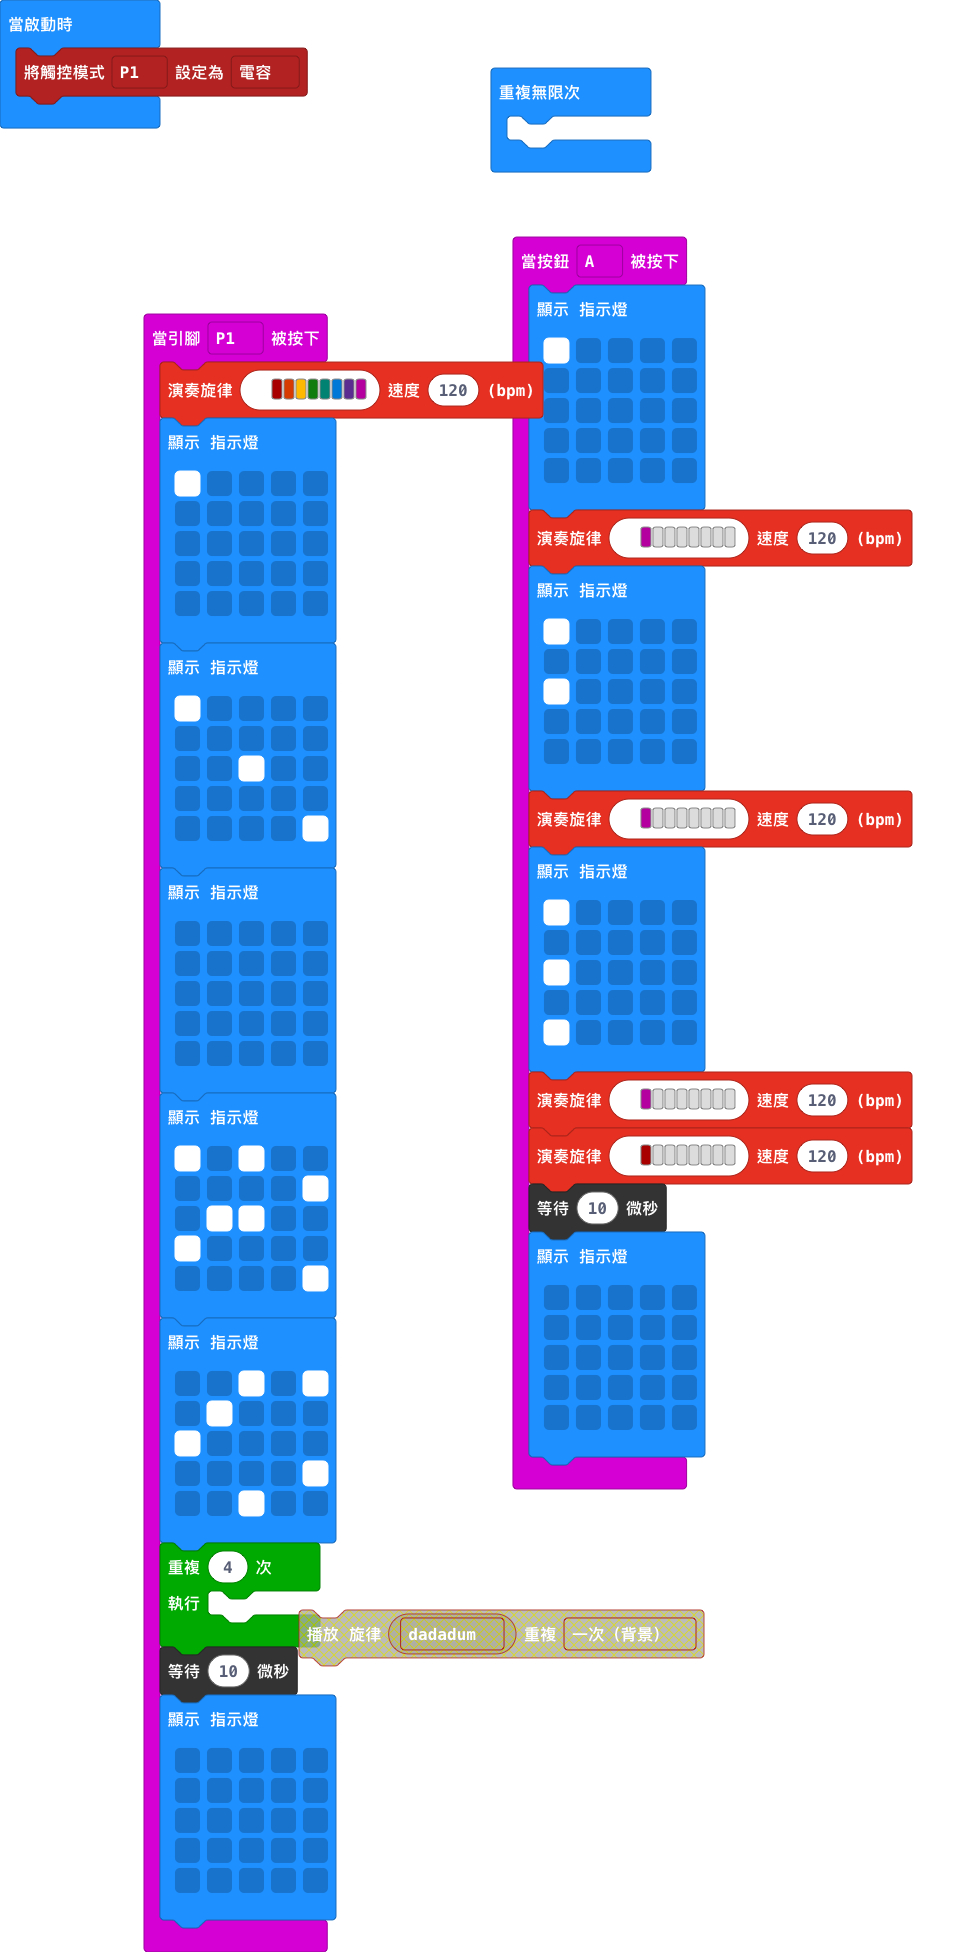 當啟動時
將觸控模式 P1 設定為 電容
重複無限次
當引腳 P1 被按下
演奏旋律 速度 120 (bpm)
顯示 指示燈
顯示 指示燈
顯示 指示燈
顯示 指示燈
顯示 指示燈
重複 4 次
執行
等待 10 微秒
顯示 指示燈
播放 旋律 dadadum 重複 一次 (背景)
當按鈕 A 被按下
顯示 指示燈
演奏旋律 速度 120 (bpm)
顯示 指示燈
演奏旋律 速度 120 (bpm)
顯示 指示燈
演奏旋律 速度 120 (bpm)
演奏旋律 速度 120 (bpm)
等待 10 微秒
顯示 指示燈